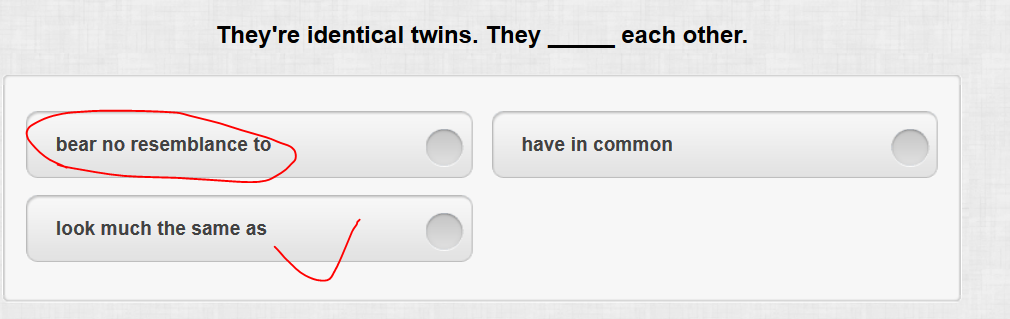 They're identical twins. They _____ each other.
bear no resemblance to
have in common
look much the same as